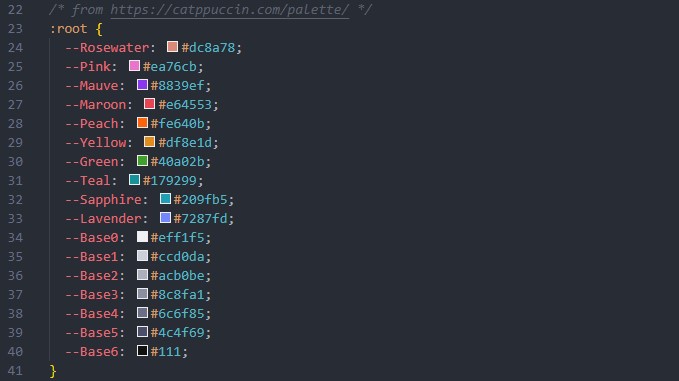 22 /* from https://catppuccin.com/palette/ */
23 :root {
24 --Rosewater: #dc8a78;
25 --Pink: #ea76cb;
26 --Mauve: #8839ef;
27 --Maroon: #e64553;
28 --Peach: #fe640b;
29 --Yellow: #df8e1d;
30 --Green: #40a02b;
31 --Teal: #179299;
32 --Sapphire: #209fb5;
33 --Lavender: #7287fd;
34 --Base0: #eff1f5;
35 --Base1: #ccd0da;
36 --Base2: #acb0be;
37 --Base3: #8c8fa1;
38 --Base4: #6c6f85;
39 --Base5: #4c4f69;
40 --Base6: #111;
41 }